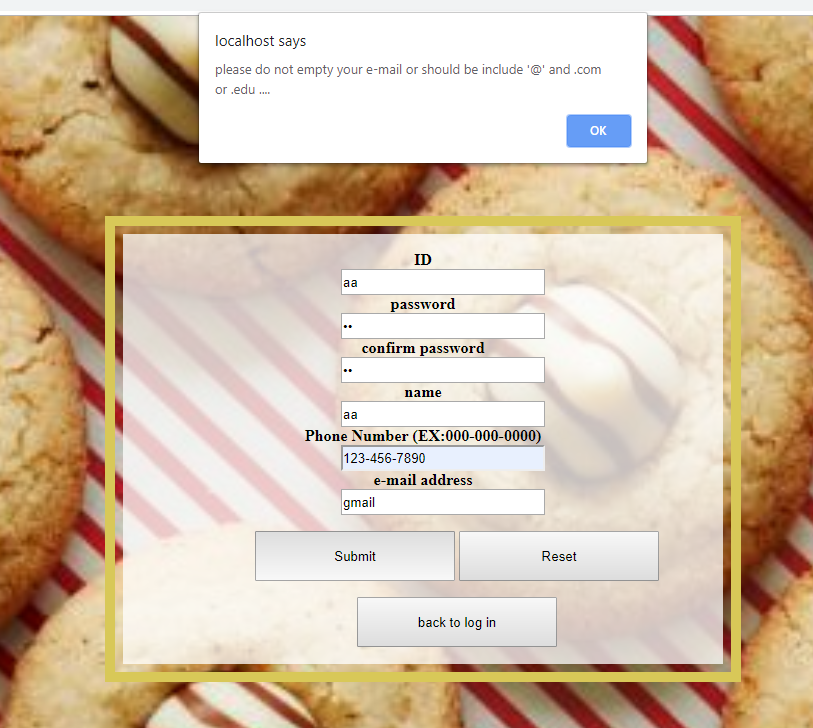 localhost says
please do not empty your e-mail or should be include '@' and .com
or .edu ....
OK
ID
aa
password
••
confirm password
••
name
aa
Phone Number (EX:000-000-0000)
123-456-7890
e-mail address
gmail
Submit Reset
back to log in